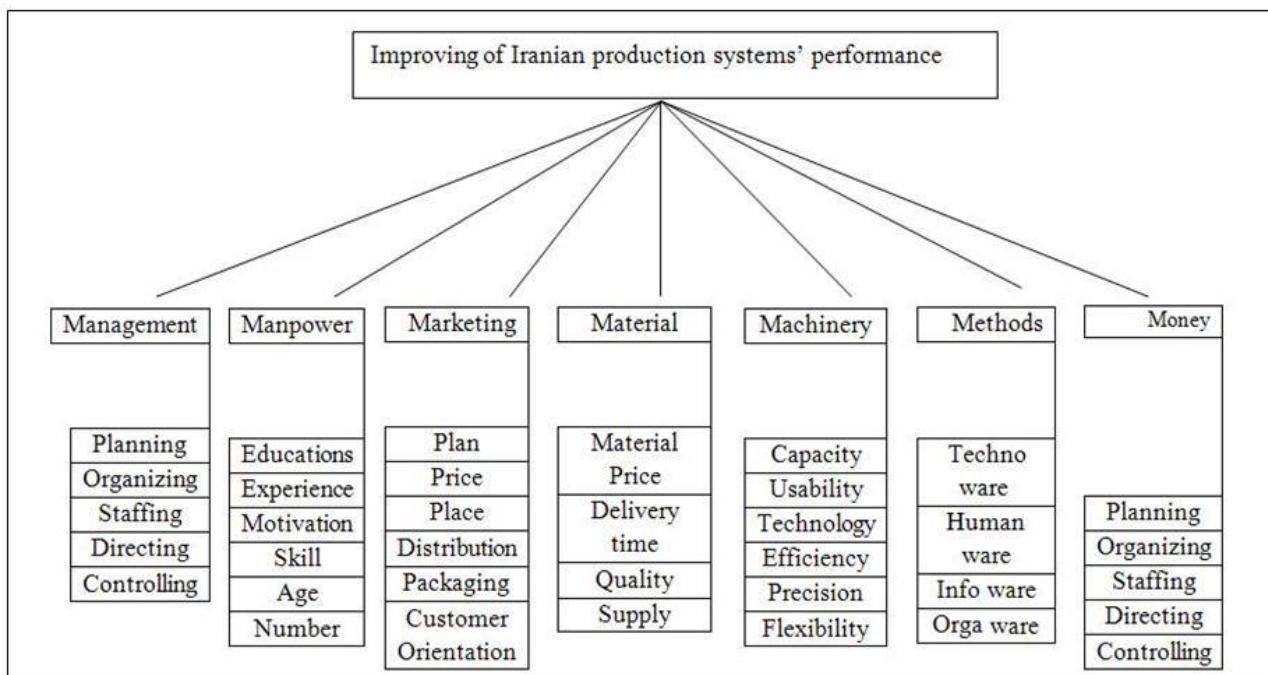 Improving of Iranian production systems’ performance
Management
Manpower
Marketing
Material
Machinery
Methods
Money
Planning
Organizing
Staffing
Directing
Controlling
Educations
Experience
Motivation
Skill
Age
Number
Plan
Price
Place
Distribution
Packaging
Customer
Orientation
Material
Price
Delivery
time
Quality
Supply
Capacity
Usability
Technology
Efficiency
Precision
Flexibility
Techno
ware
Human
ware
Info ware
Orga ware
Planning
Organizing
Staffing
Directing
Controlling